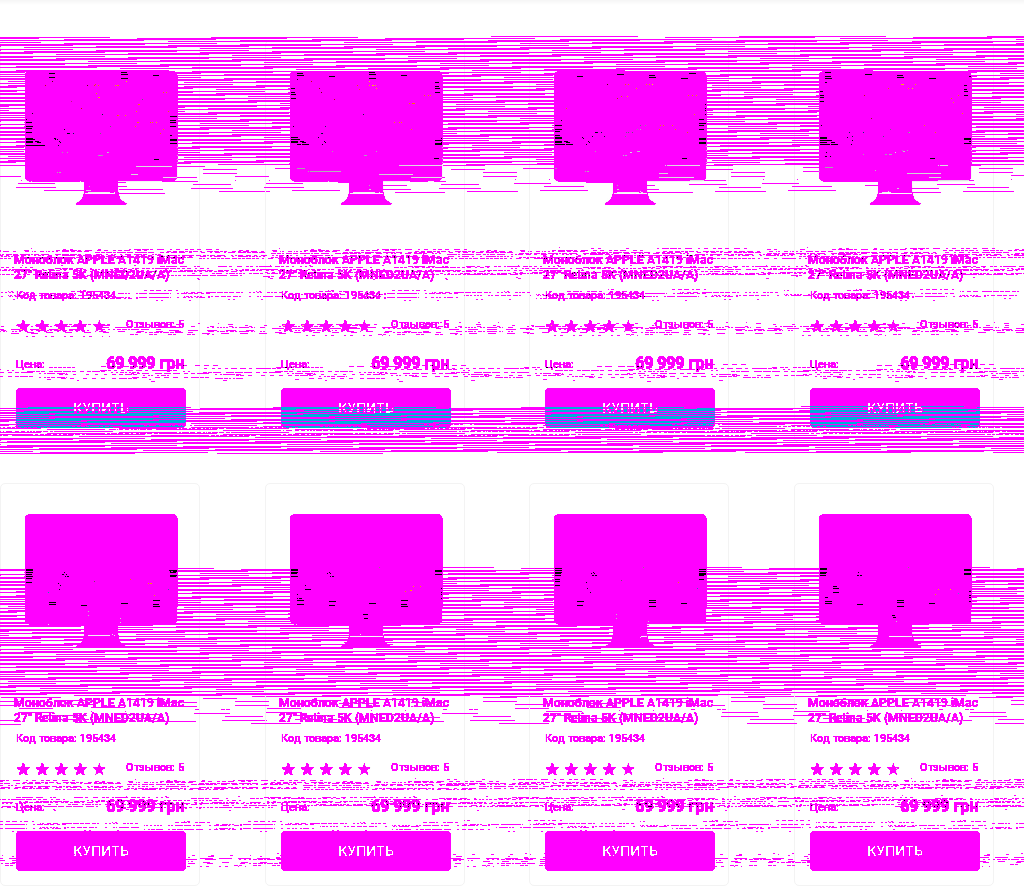 Моноблок APPLE A1419 iMac Моноблок APPLE A1419 iMac Моноблок APPLE A1419 iMac Моноблок APPLE A1419 iMac
27" Retina 5K (MNED2UA/A) 27" Retina 5K (MNED2UA/A) 27" Retina 5K (MNED2UA/A) 27" Retina 5K (MNED2UA/A)
Код товара: 195434 Код товара: 195434 Код товара: 195434 Код товара: 195434
Отзывов: 5 Отзывов: 5 Отзывов: 5 Отзывов: 5
Цена: 69 999 грн Цена: 69 999 грн Цена: 69 999 грн Цена: 69 999 грн
КУПИТЬ КУПИТЬ КУПИТЬ КУПИТЬ
Моноблок APPLE A1419 iMac Моноблок APPLE A1419 iMac Моноблок APPLE A1419 iMac Моноблок APPLE A1419 iMac
27" Retina 5K (MNED2UA/A) 27" Retina 5K (MNED2UA/A) 27" Retina 5K (MNED2UA/A) 27" Retina 5K (MNED2UA/A)
Код товара: 195434 Код товара: 195434 Код товара: 195434 Код товара: 195434
Отзывов: 5 Отзывов: 5 Отзывов: 5 Отзывов: 5
Цена: 69 999 грн Цена: 69 999 грн Цена: 69 999 грн Цена: 69 999 грн
КУПИТЬ КУПИТЬ КУПИТЬ КУПИТЬ